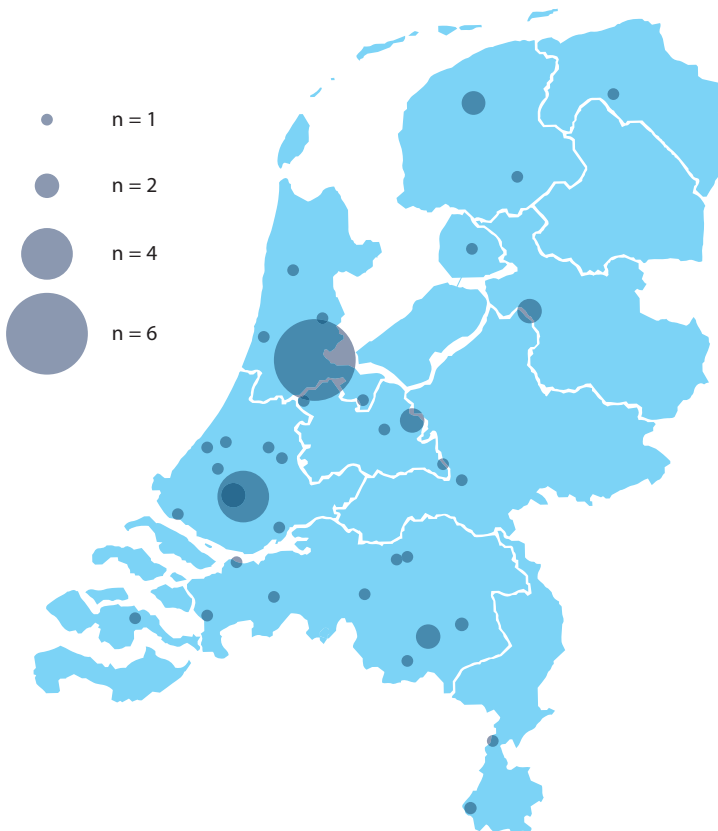 n = 1
n = 2
n = 4
n = 6